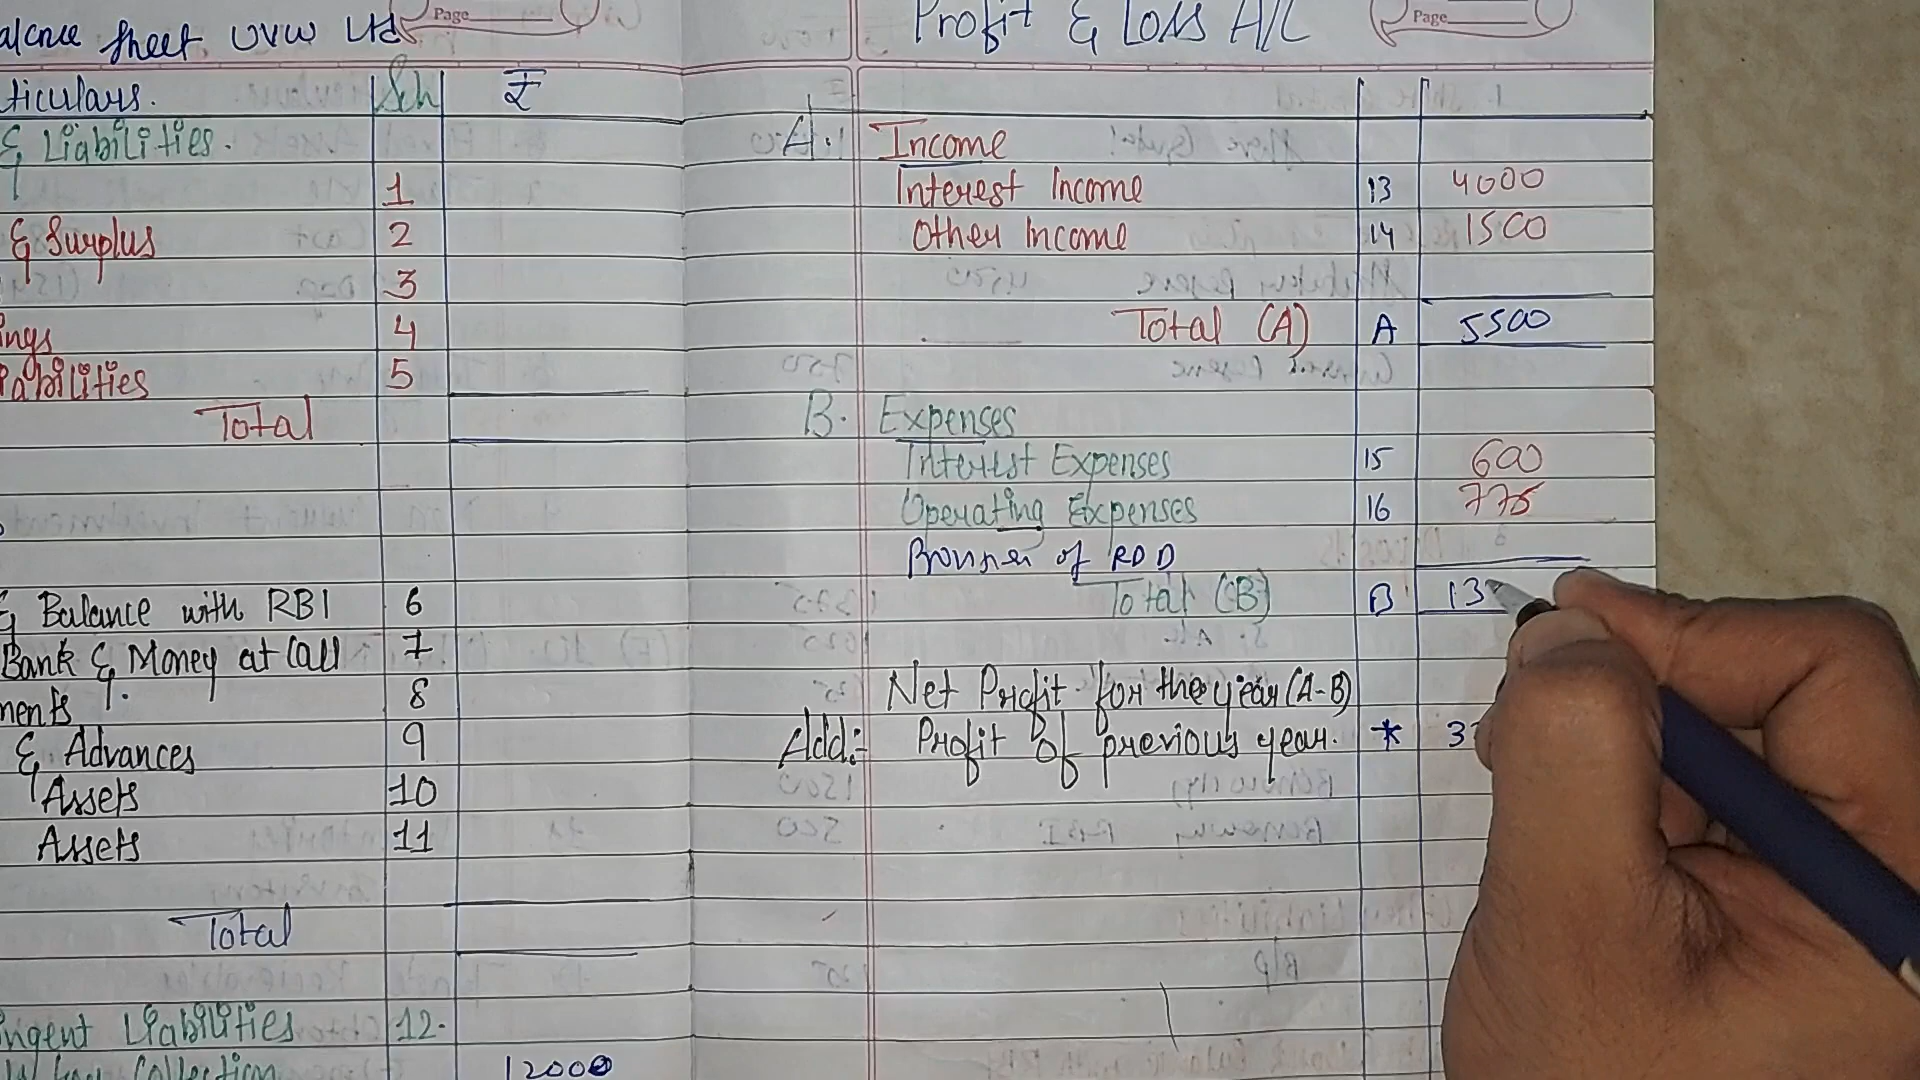 Page
alance Sheet UVW Ltd
ticulars. Sch ₹
& Liabilities.
1
& Surplus 2
3
ings 4
iabilities 5
Total
& Balance with RBI 6
Bank & Money at Call 7
ments 8
& Advances 9
Assets 10
Assets 11
Total
ingent Liabilities 12.
Collection 12000
Page
Profit & Loss A/C
A. Income
Interest Income 13 4000
Other Income 14 1500
Total (A) A 5500
B. Expenses
Interest Expenses 15 600
Operating Expenses 16 775
of RDD
Total (B) B 13
Net Profit for the year (A-B)
Add:- Profit of previous year. * 3